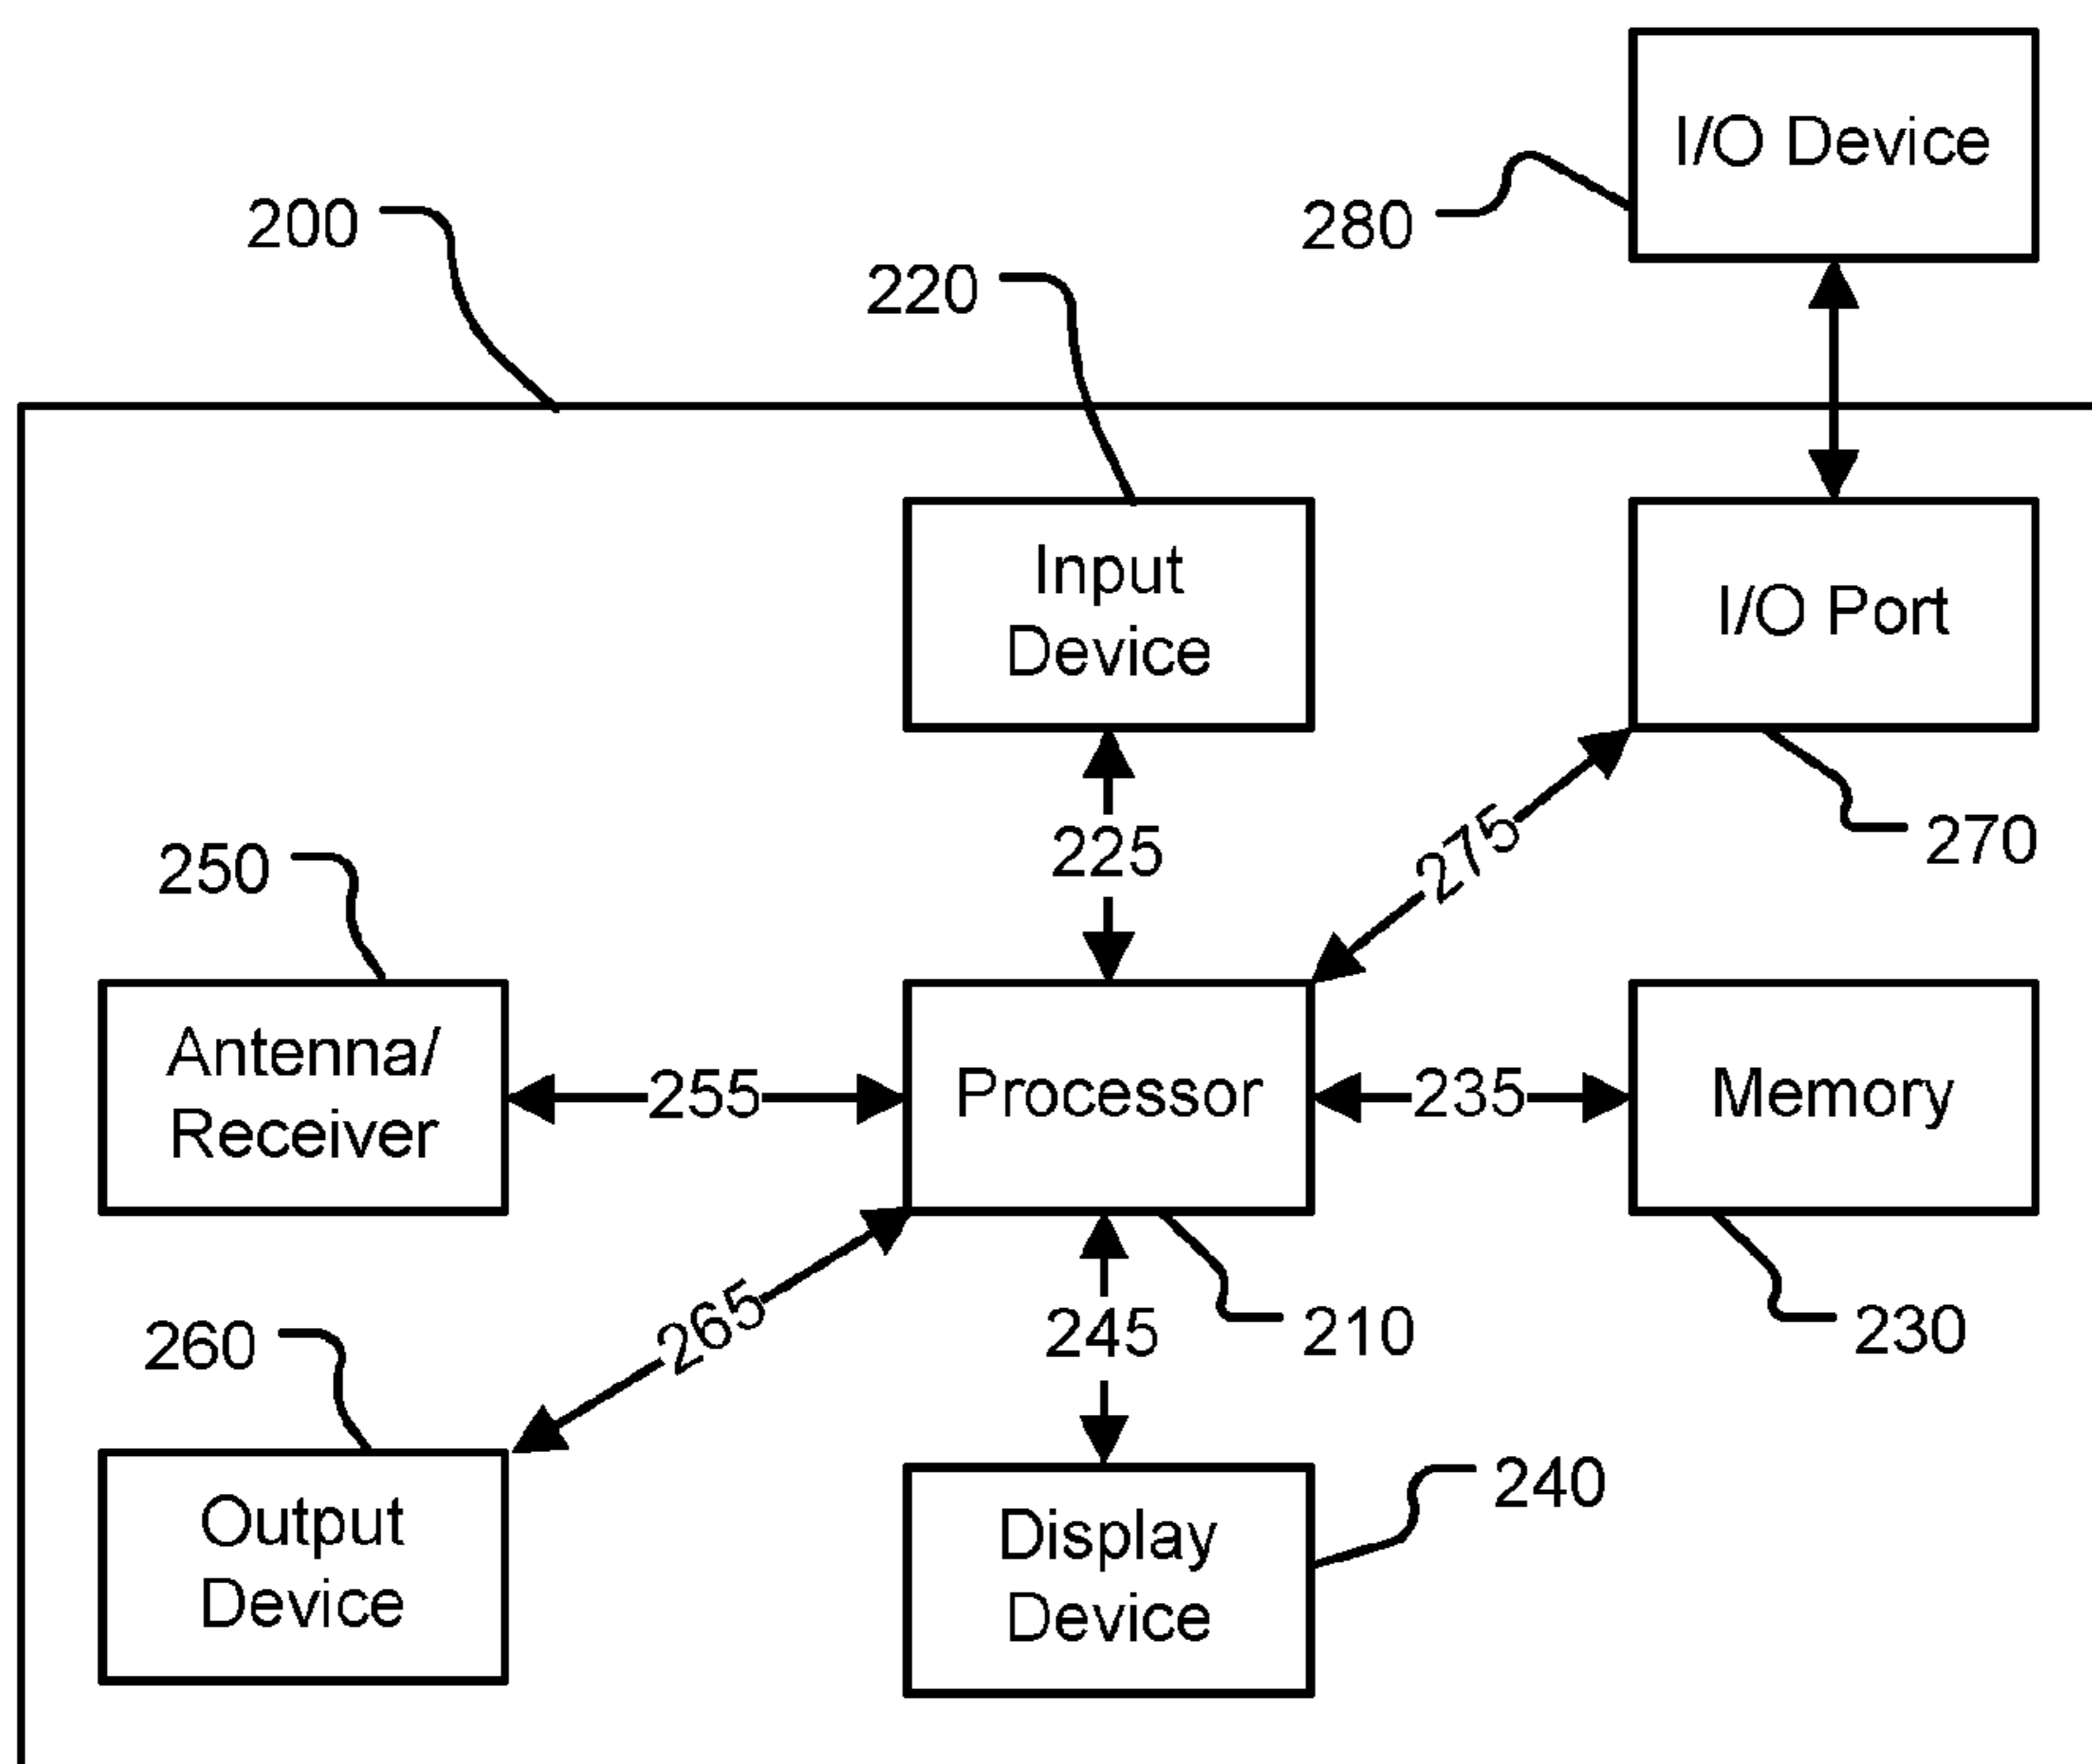 I/O Device
200
280
220
Input
Device
I/O Port
225
275
270
250
Antenna/
Receiver
255
Processor
235
Memory
265
260
245
210
230
Output
Device
Display
Device
240